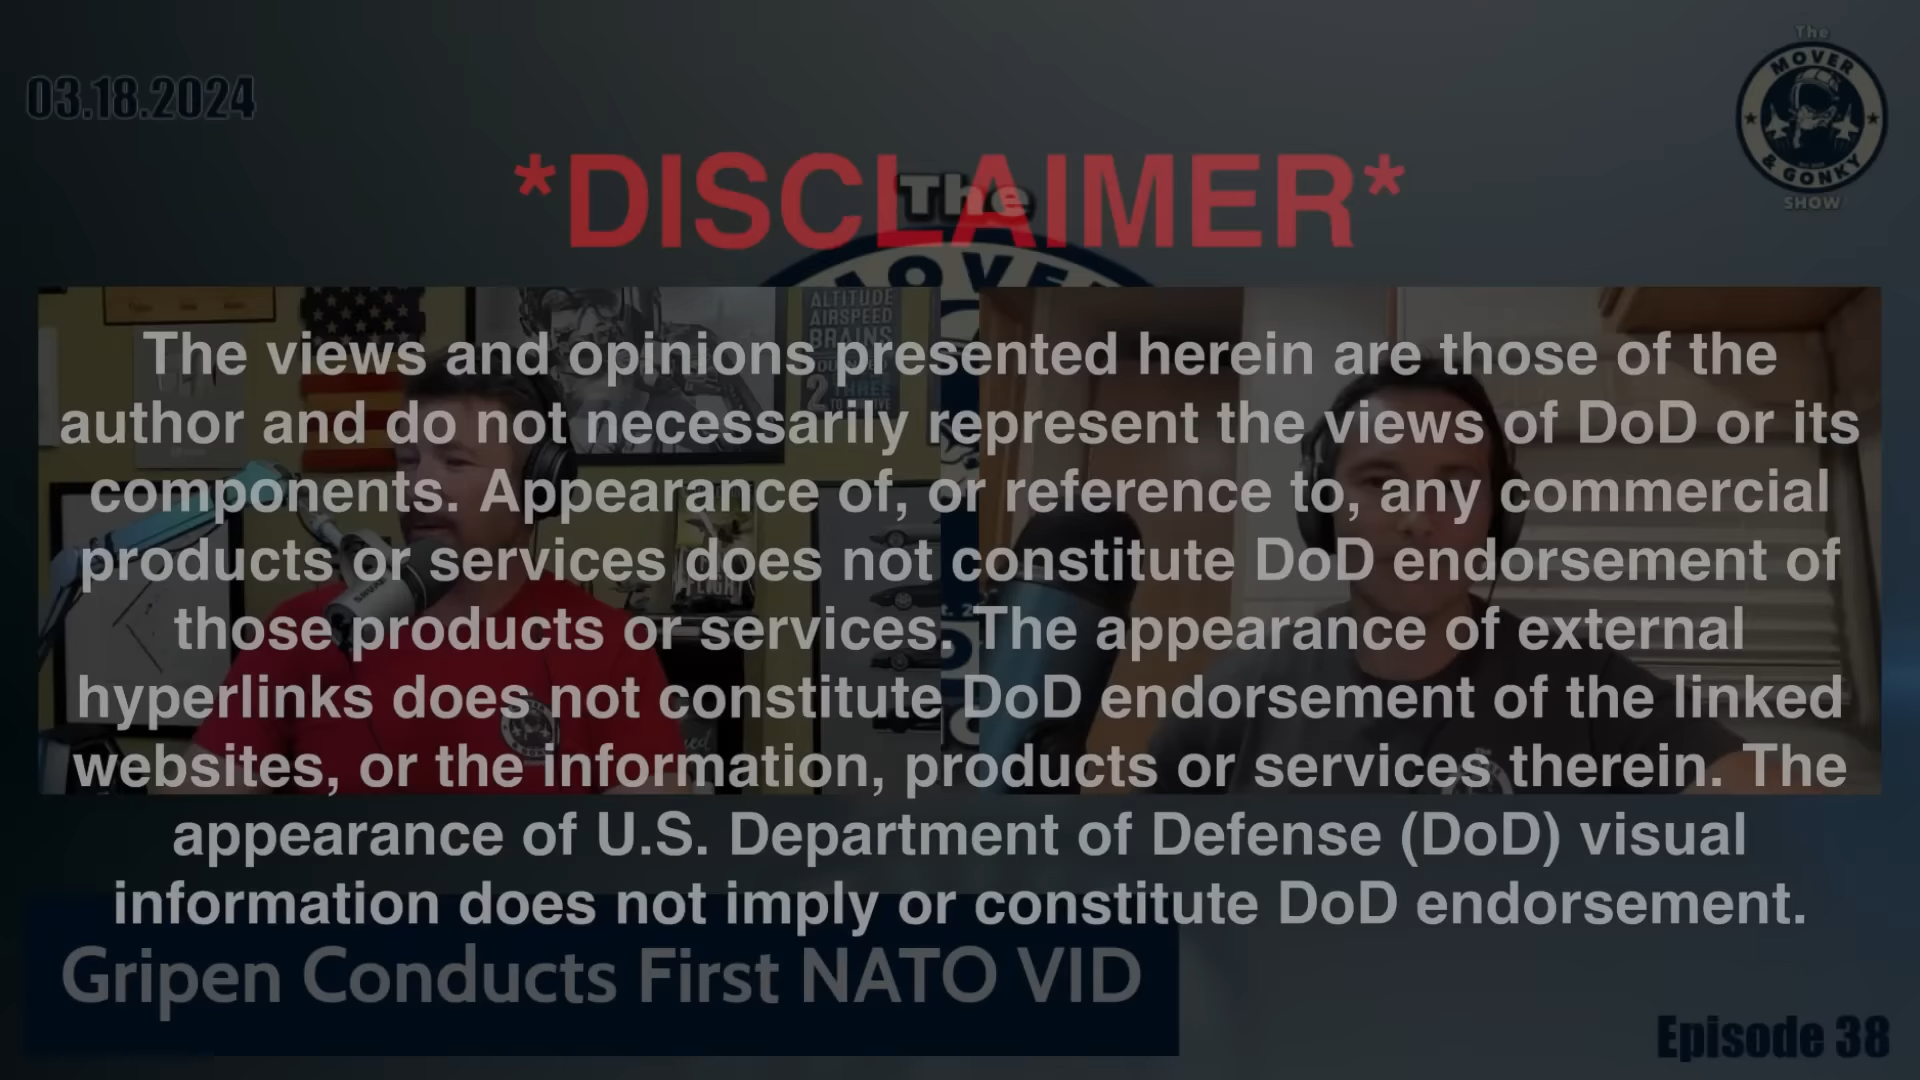 The
MOVER
& GONKY
SHOW
03.18.2024
*DISCLAIMER*
The
MOVER
ALTITUDE
AIRSPEED
BRAINS
The views and opinions presented herein are those of the
author and do not necessarily represent the views of DoD or its
components. Appearance of, or reference to, any commercial
products or services does not constitute DoD endorsement of
those products or services. The appearance of external
hyperlinks does not constitute DoD endorsement of the linked
websites, or the information, products or services therein. The
appearance of U.S. Department of Defense (DoD) visual
information does not imply or constitute DoD endorsement.
Gripen Conducts First NATO VID
Episode 38